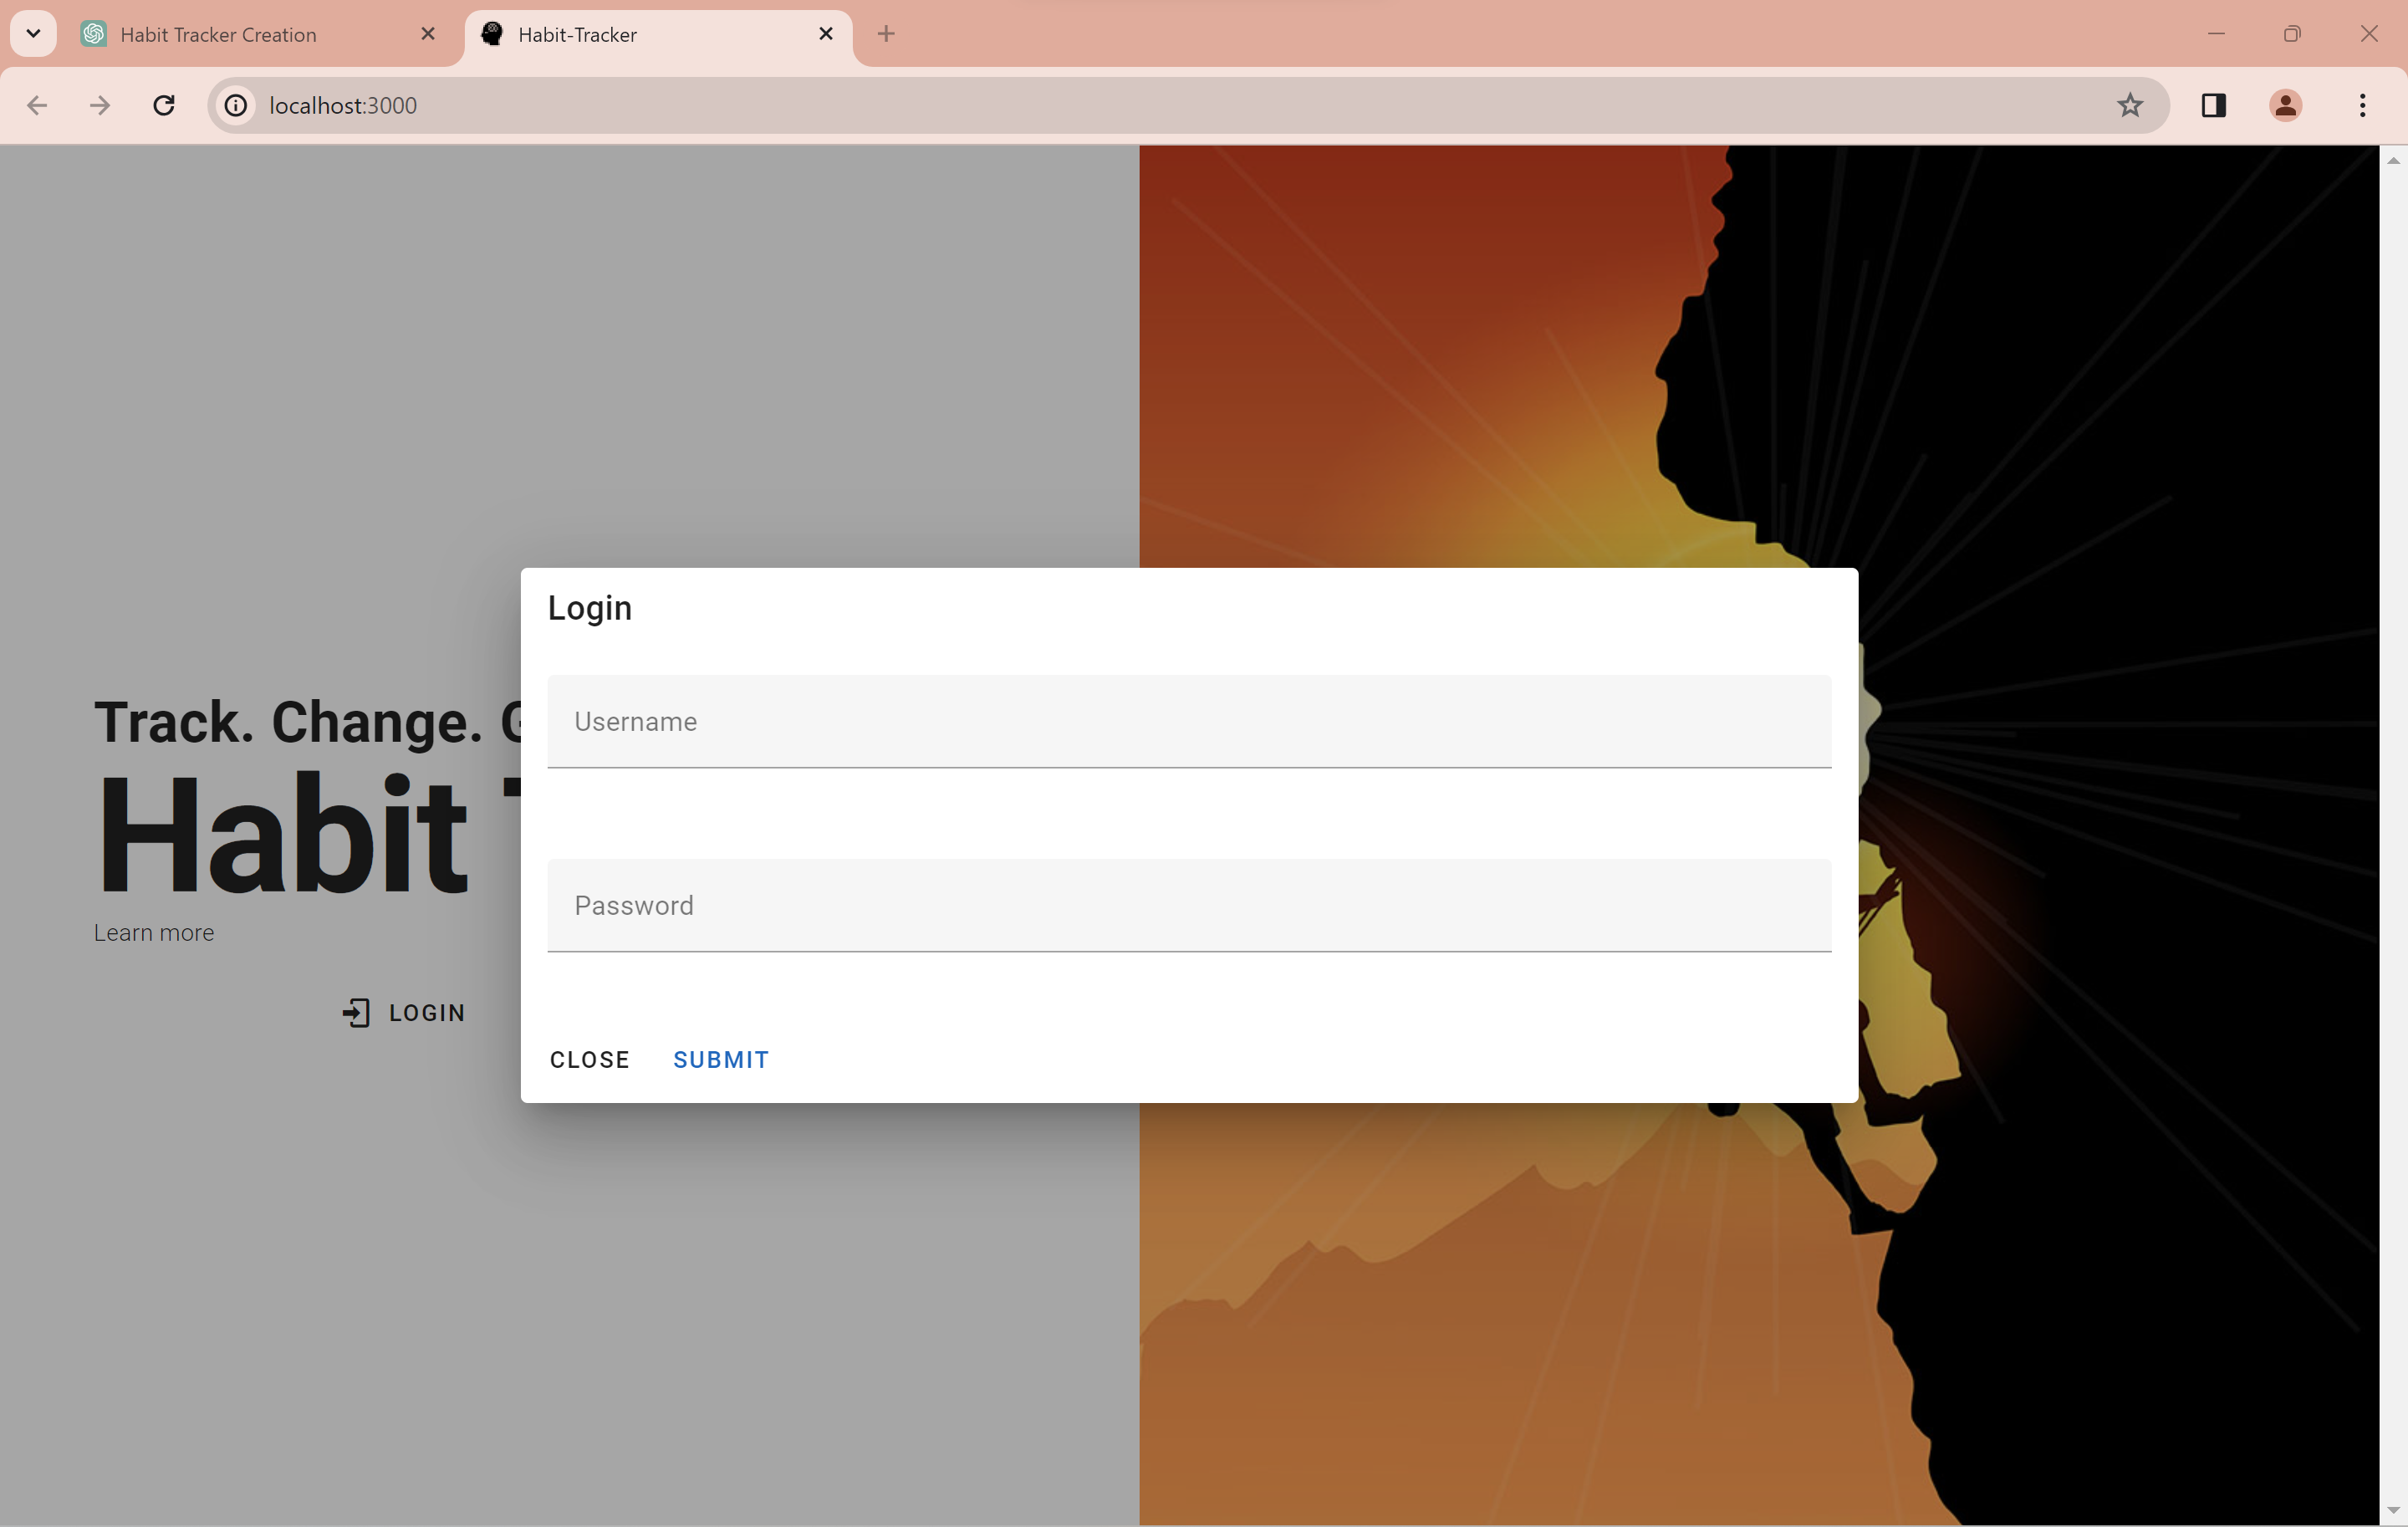 Habit Tracker Creation
Habit-Tracker
localhost:3000
Login
Username
Track. Change.
Habit
Password
Learn more
LOGIN
CLOSE SUBMIT